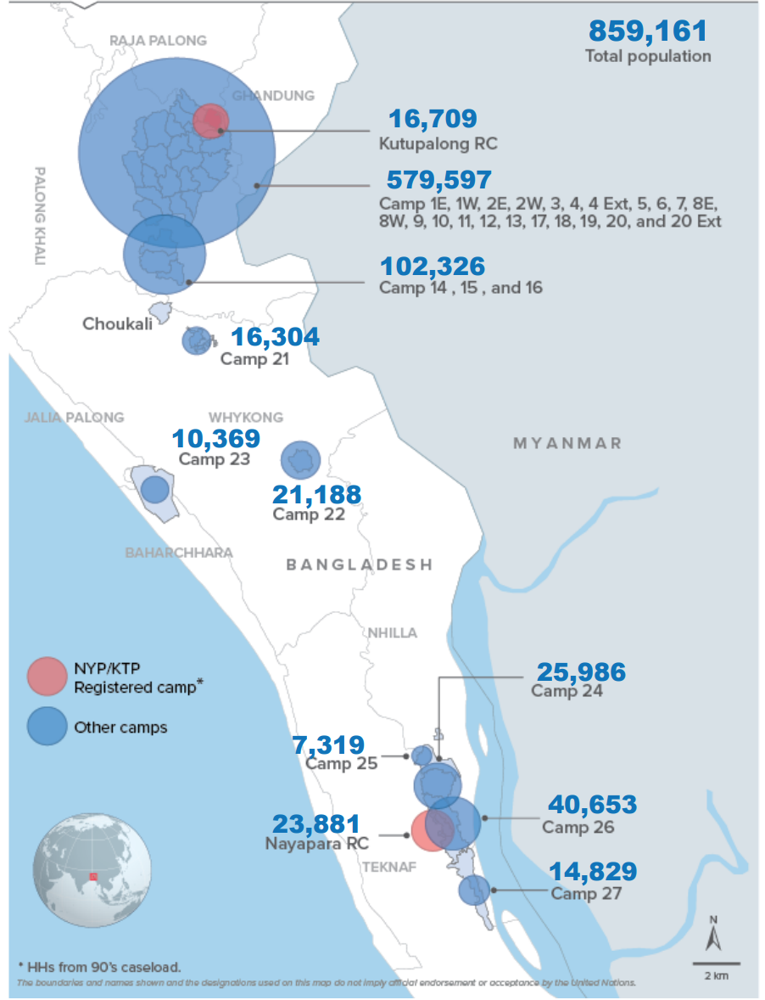 859,161
Total population
RAJA PALONG
GHANDUNG
16,709
Kutupalong RC
PALONG KHALI
579,597
Camp 1E, 1W, 2E, 2W, 3, 4, 4 Ext, 5, 6, 7, 8E,
8W, 9, 10, 11, 12, 13, 17, 18, 19, 20, and 20 Ext
102,326
Camp 14 , 15 , and 16
Choukali
16,304
Camp 21
JALIA PALONG
WHYKONG
10,369
Camp 23
MYANMAR
21,188
Camp 22
BAHARCHHARA
BANGLADESH
NHILLA
NYP/KTP
Registered camp*
Other camps
25,986
Camp 24
7,319
Camp 25
40,653
Camp 26
23,881
Nayapara RC
TEKNAF
14,829
Camp 27
N
2 km
* HHs from 90's caseload.
The boundaries and names shown and the designations used on this map do not imply official endorsement or acceptance by the United Nations.